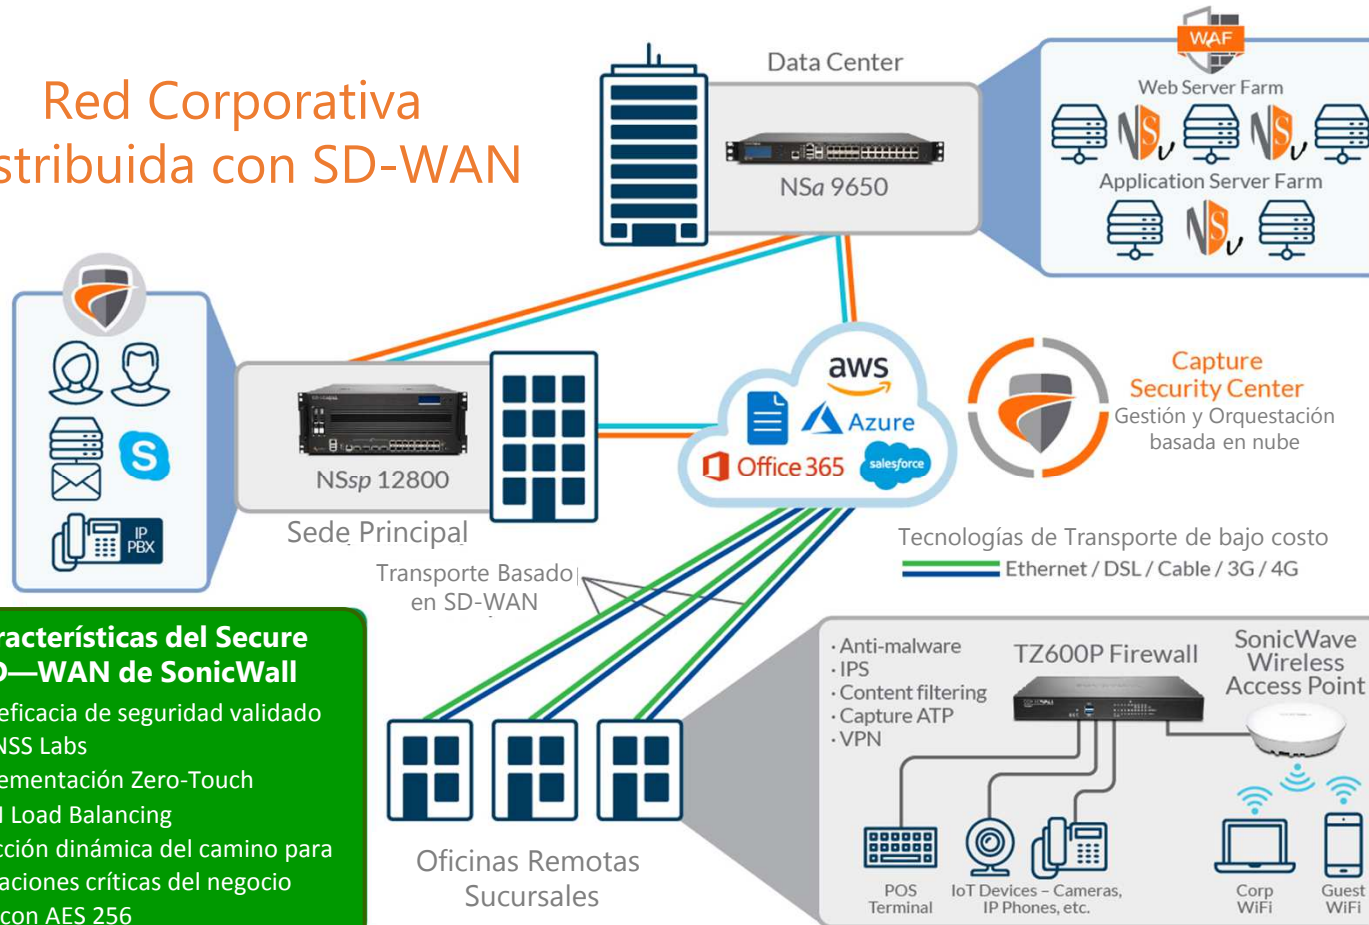 Red Corporativa
stribuida con SD-WAN
Data Center
NSa 9650
WAF
Web Server Farm
NSv
NSv
Application Server Farm
NSv
NSsp 12800
Sede Principal
S
IP
PBX
aws
Azure
Office 365
salesforce
Capture
Security Center
Gestión y Orquestación
basada en nube
Transporte Basado
en SD-WAN
Tecnologías de Transporte de bajo costo
Ethernet / DSL / Cable / 3G / 4G
racterísticas del Secure
D—WAN de SonicWall
eficacia de seguridad validado
NSS Labs
ementación Zero-Touch
Load Balancing
cción dinámica del camino para
aciones críticas del negocio
con AES 256
Oficinas Remotas
Sucursales
· Anti-malware
· IPS
· Content filtering
· Capture ATP
· VPN
TZ600P Firewall
SonicWave
Wireless
Access Point
POS
Terminal
IoT Devices – Cameras,
IP Phones, etc.
Corp
WiFi
Guest
WiFi